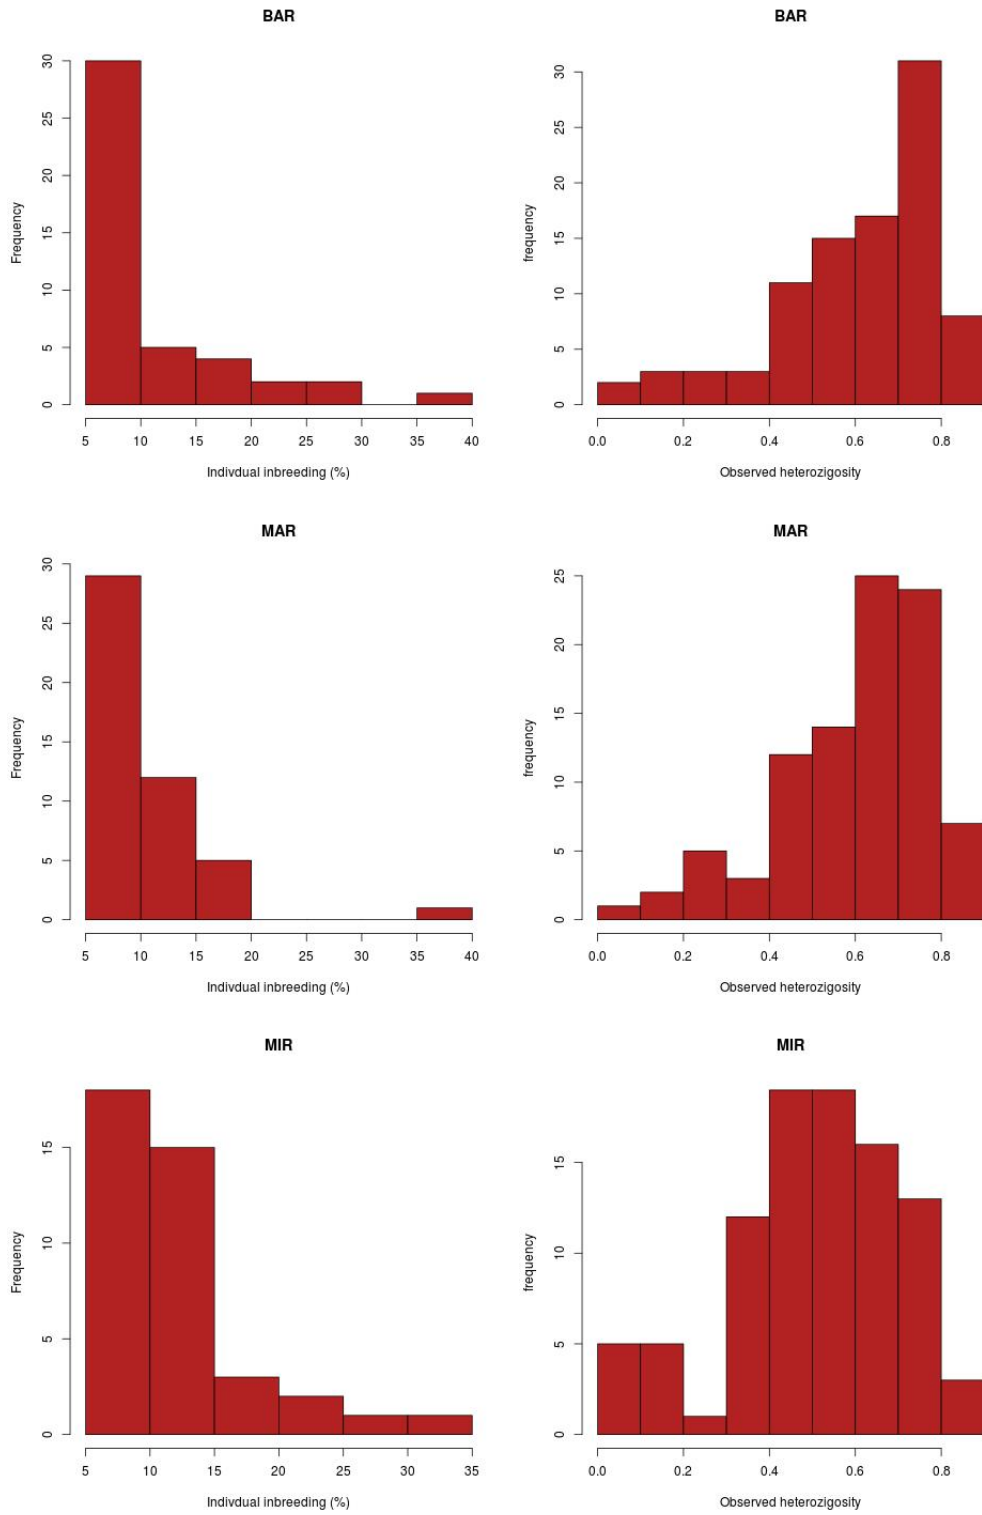 BAR
BAR
30
25
20
15
10
5
0
Frequency
5 10 15 20 25 30 35 40
Indivdual inbreeding (%)
30
25
20
15
10
5
0
frequency
0.0 0.2 0.4 0.6 0.8
Observed heterozigosity
MAR
MAR
30
25
20
15
10
5
0
Frequency
5 10 15 20 25 30 35 40
Indivdual inbreeding (%)
25
20
15
10
5
0
frequency
0.0 0.2 0.4 0.6 0.8
Observed heterozigosity
MIR
MIR
15
10
5
0
Frequency
5 10 15 20 25 30 35
Indivdual inbreeding (%)
15
10
5
0
frequency
0.0 0.2 0.4 0.6 0.8
Observed heterozigosity